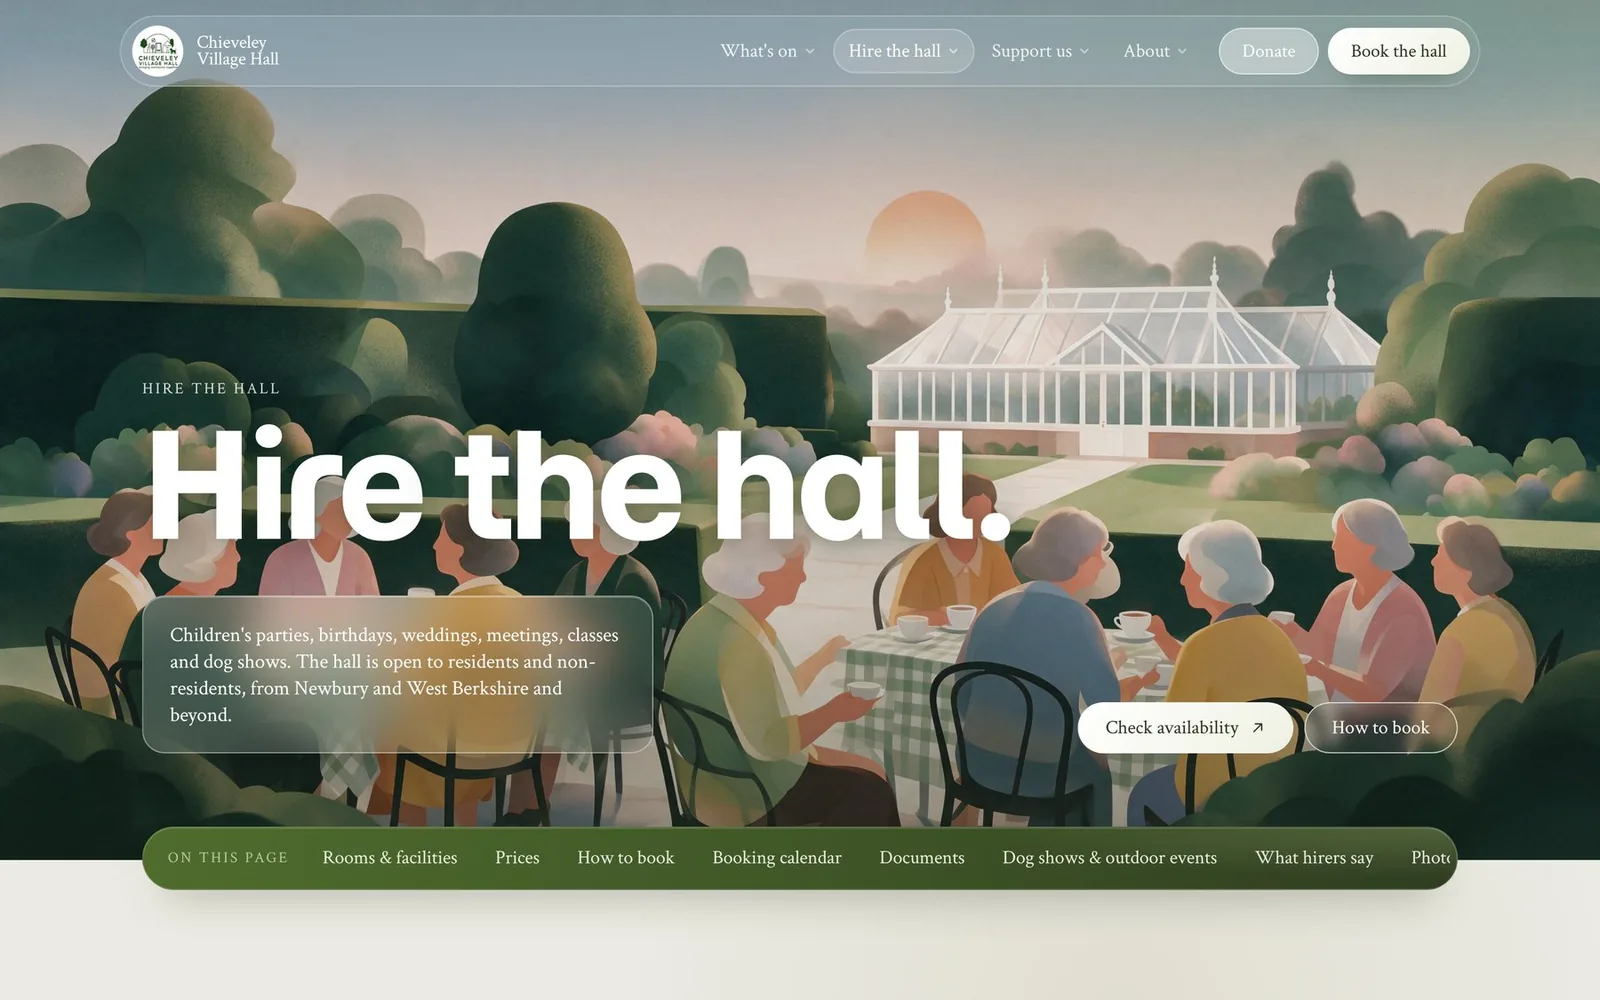 CHIEVELEY
VILLAGE HALL
Chieveley
Village Hall
What's on
Hire the hall
Support us
About
Donate
Book the hall
HIRE THE HALL
Hire the hall.
Children's parties, birthdays, weddings, meetings, classes
and dog shows. The hall is open to residents and non-
residents, from Newbury and West Berkshire and
beyond.
Check availability
How to book
ON THIS PAGE
Rooms & facilities
Prices
How to book
Booking calendar
Documents
Dog shows & outdoor events
What hirers say